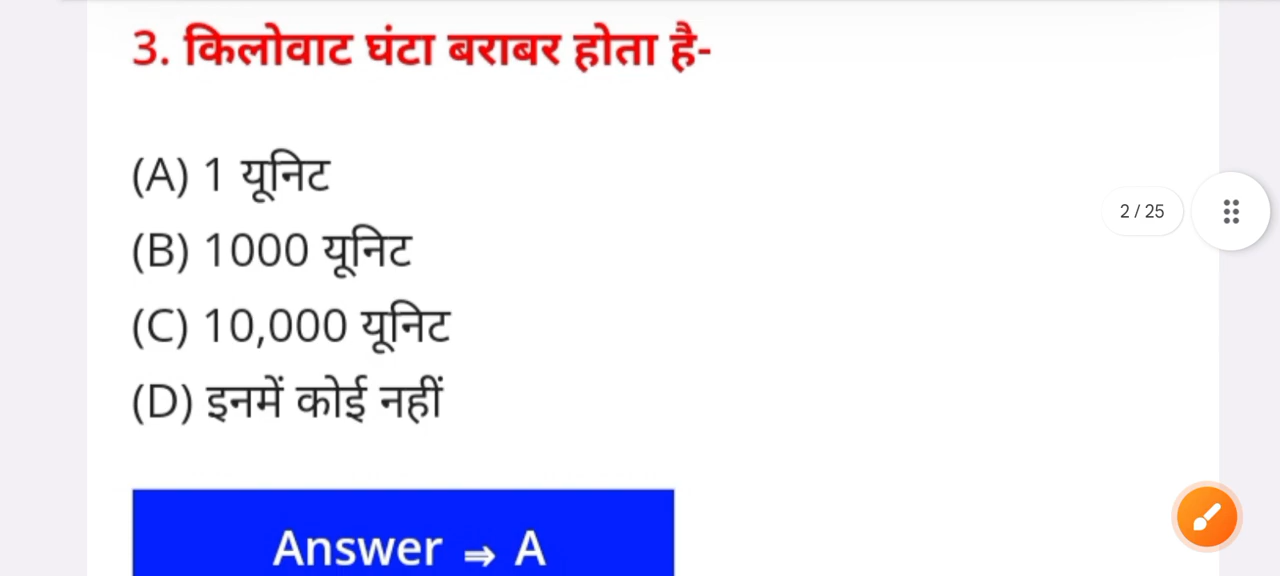 3. किलोवाट घंटा बराबर होता है-
(A) 1 यूनिट
(B) 1000 यूनिट
2 / 25
(C) 10,000 यूनिट
(D) इनमें कोई नहीं
Answer ⇒ A